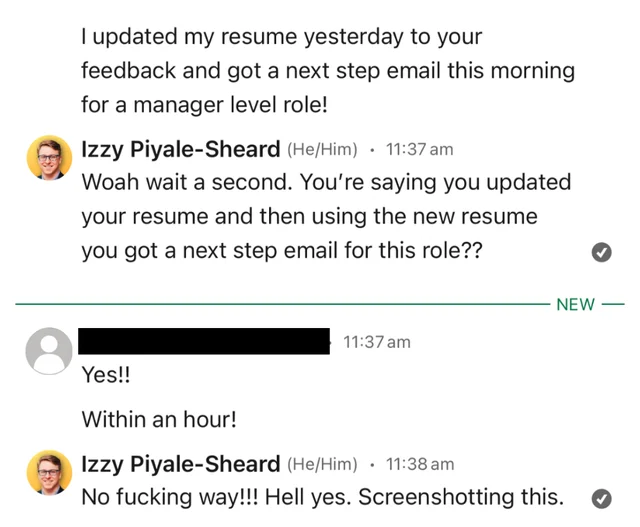 I updated my resume yesterday to your
feedback and got a next step email this morning
for a manager level role!
Izzy Piyale-Sheard (He/Him) • 11:37 am
Woah wait a second. You’re saying you updated
your resume and then using the new resume
you got a next step email for this role??
NEW
11:37 am
Yes!!
Within an hour!
Izzy Piyale-Sheard (He/Him) • 11:38 am
No fucking way!!! Hell yes. Screenshotting this.